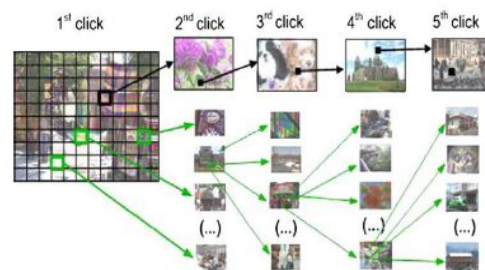 1st click
2nd click
3rd click
4th click
5th click
(...)
(...)
(...)
(...)